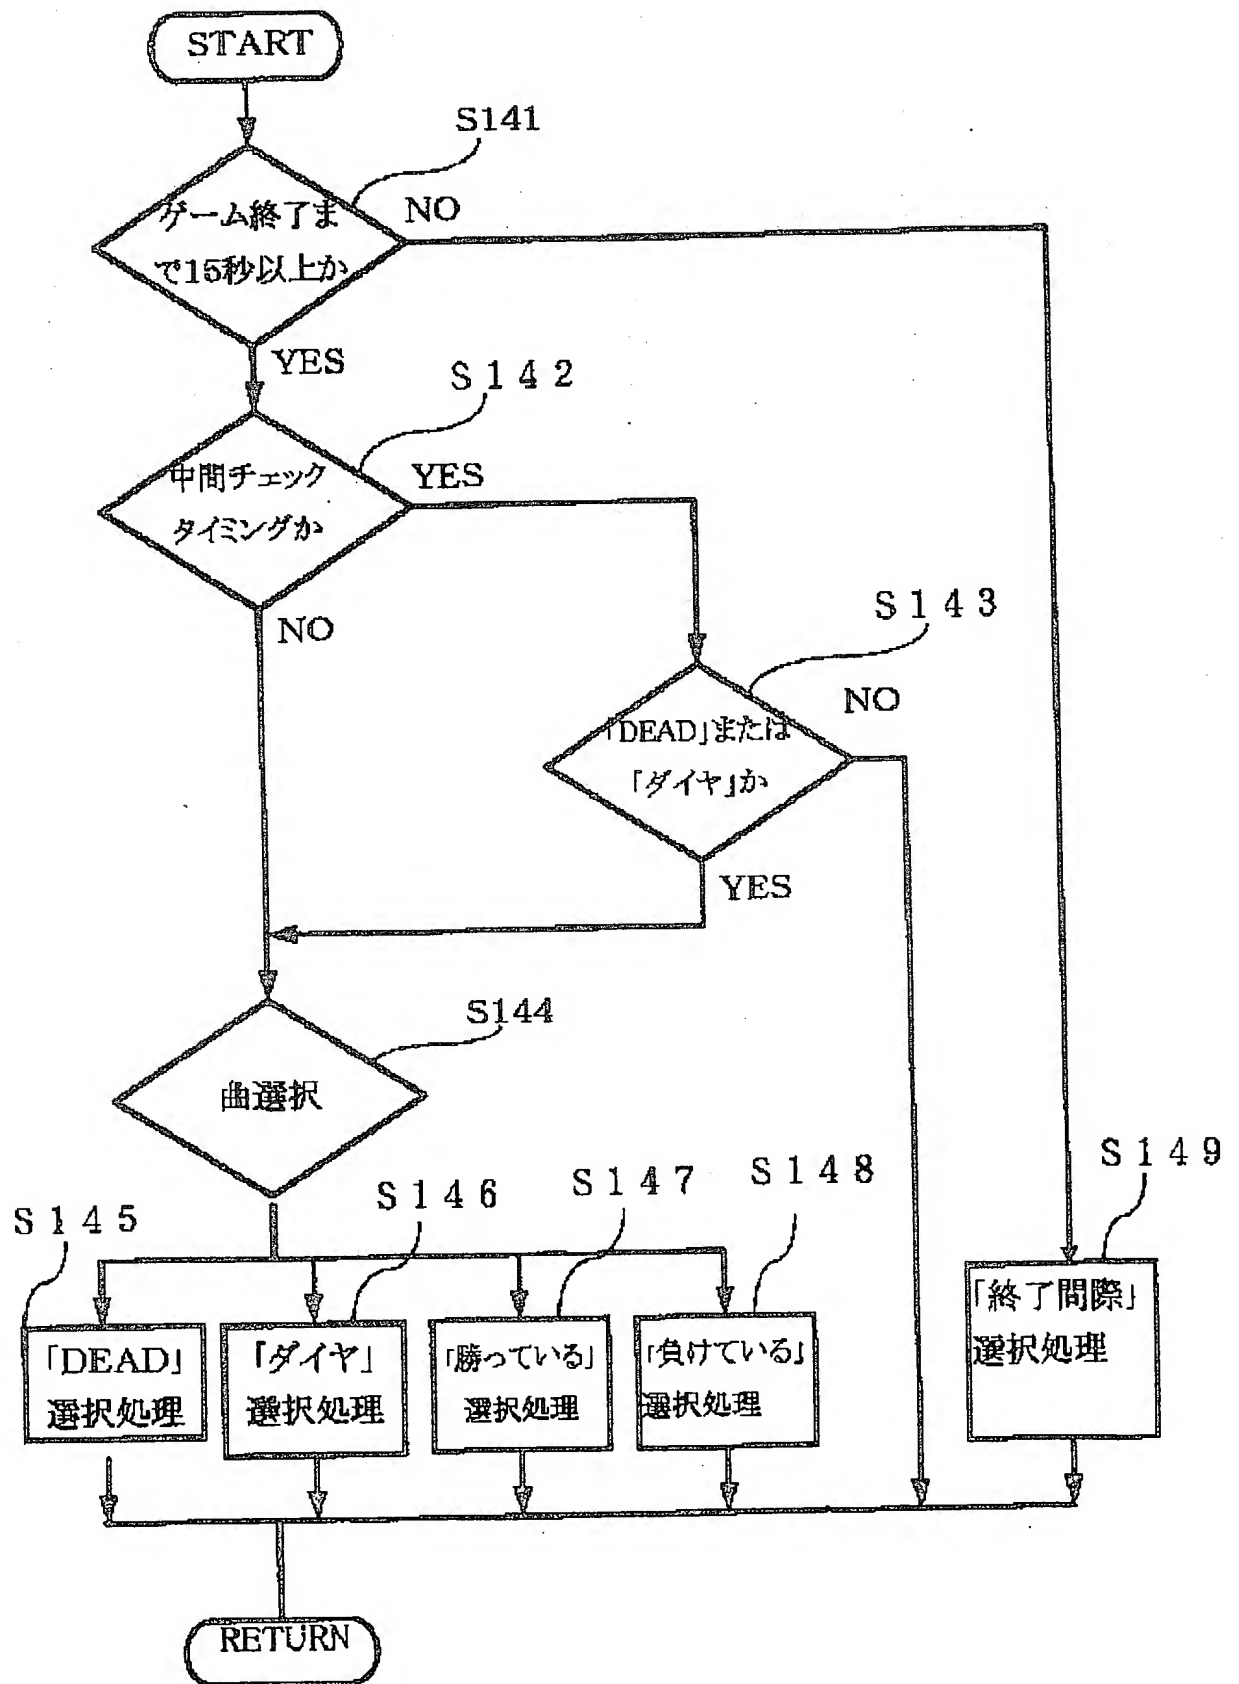 START
S141
ゲーム終了ま
で15秒以上か
NO
YES
S142
中間チェック
タイミングか
YES
NO
S143
「DEAD」または
「ダイヤ」か
NO
YES
S144
曲選択
S145
「DEAD」
選択処理
S146
「ダイヤ」
選択処理
S147
「勝っている」
選択処理
S148
「負けている」
選択処理
S149
「終了間際」
選択処理
RETURN